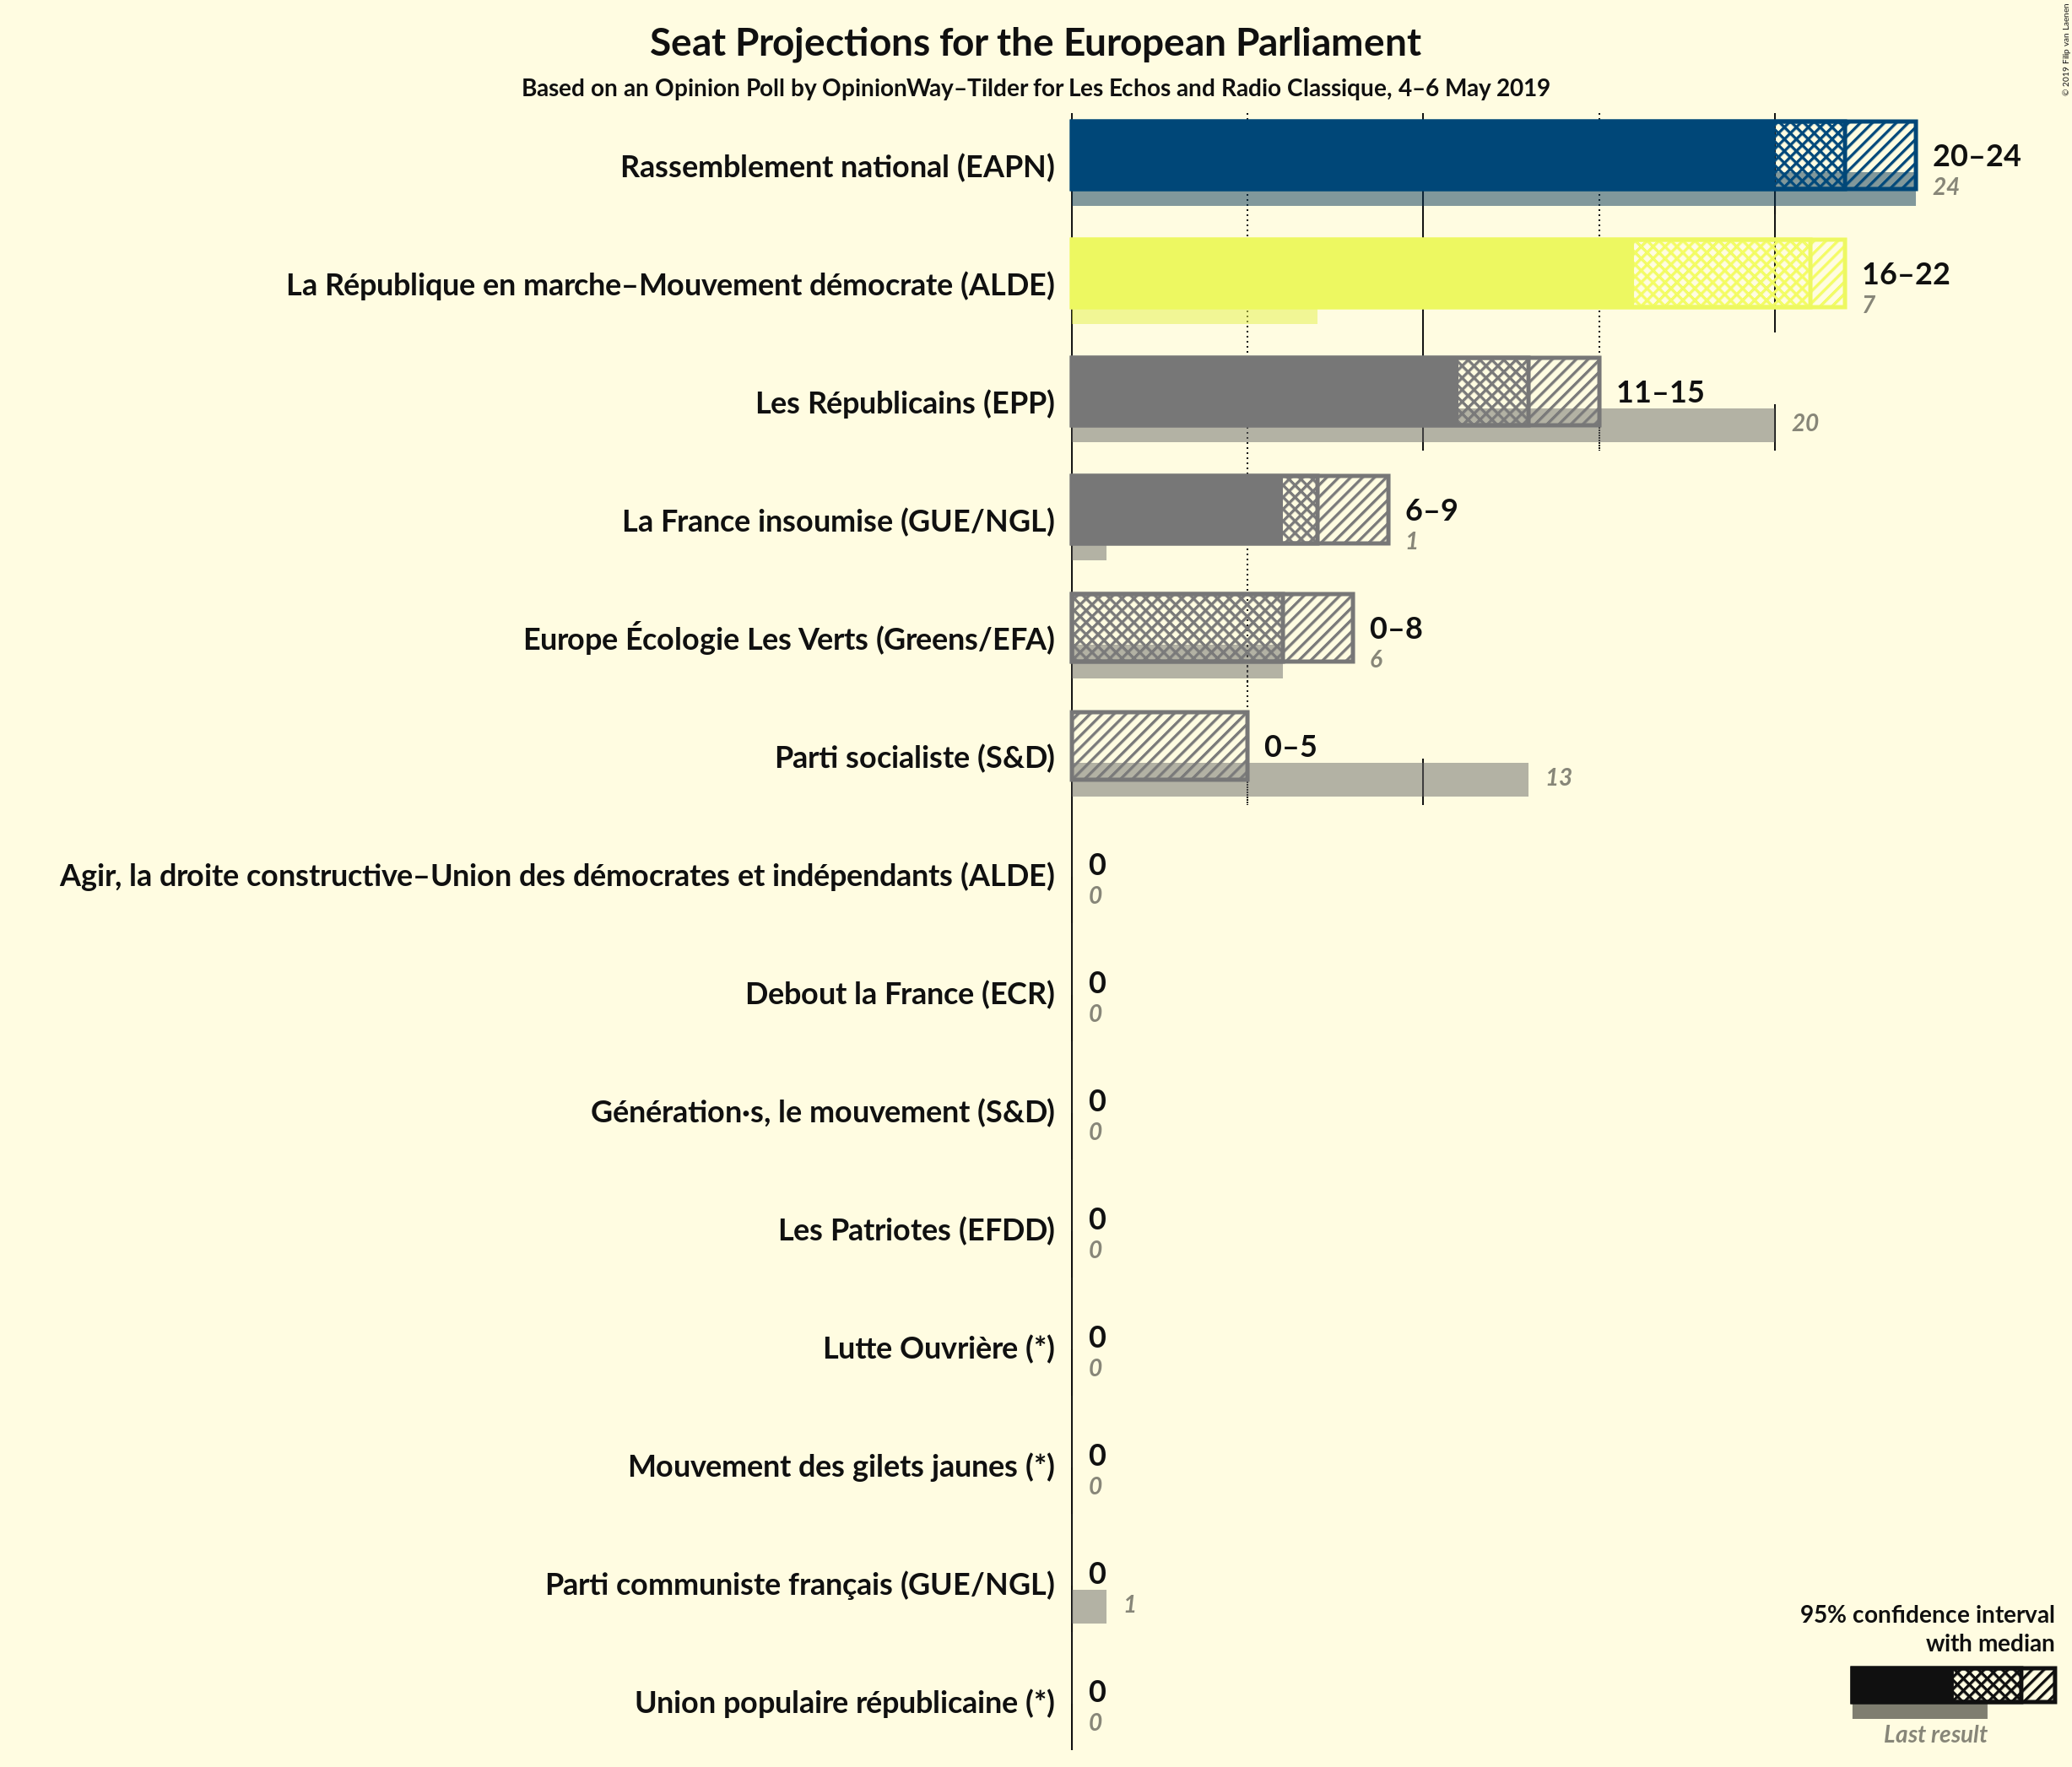 Seat Projections for the European Parliament
Based on an Opinion Poll by OpinionWay–Tilder for Les Echos and Radio Classique, 4–6 May 2019
© 2019 Filip van Laenen
Rassemblement national (EAPN)
20–24
24
La République en marche–Mouvement démocrate (ALDE)
16–22
7
Les Républicains (EPP)
11–15
20
La France insoumise (GUE/NGL)
6–9
1
Europe Écologie Les Verts (Greens/EFA)
0–8
6
Parti socialiste (S&D)
0–5
13
Agir, la droite constructive–Union des démocrates et indépendants (ALDE)
0
0
Debout la France (ECR)
0
0
Génération·s, le mouvement (S&D)
0
0
Les Patriotes (EFDD)
0
0
Lutte Ouvrière (*)
0
0
Mouvement des gilets jaunes (*)
0
0
Parti communiste français (GUE/NGL)
0
1
Union populaire républicaine (*)
0
0
95% confidence interval
with median
Last result